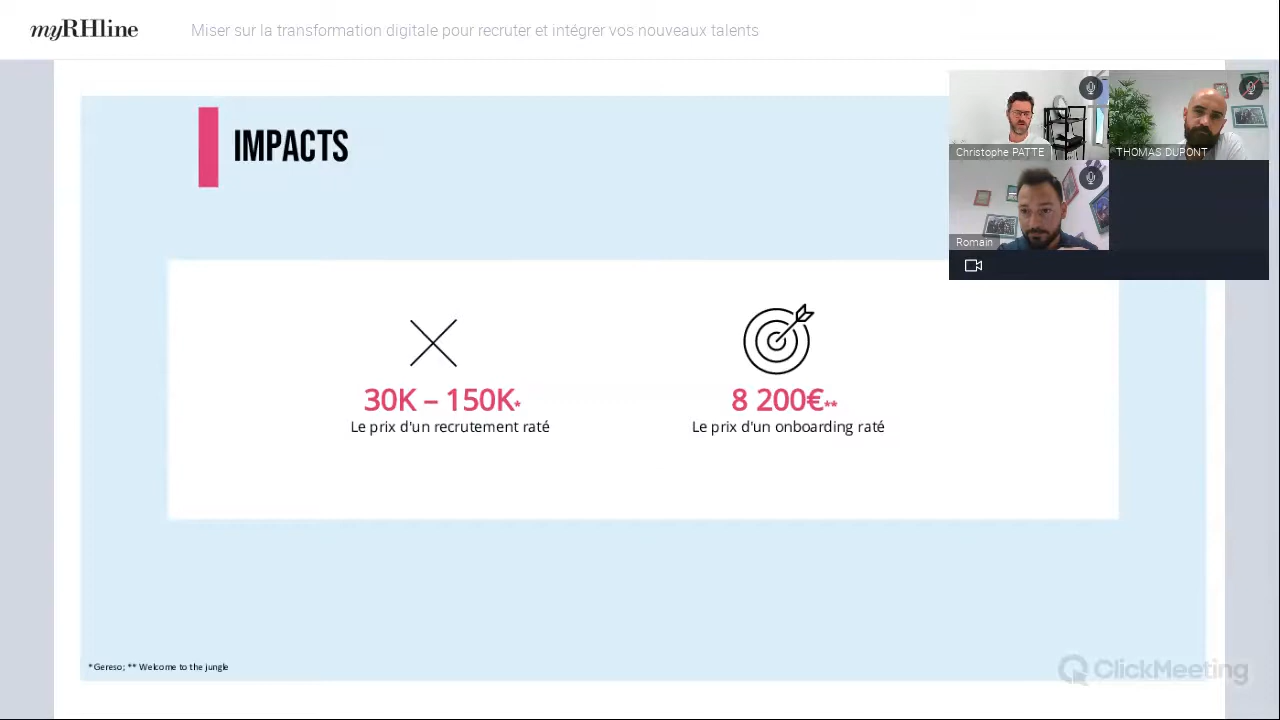 myRHline
Miser sur la transformation digitale pour recruter et intégrer vos nouveaux talents
IMPACTS
Christophe PATTE
THOMAS DUPONT
Romain
30K – 150K*
Le prix d'un recrutement raté
8 200€**
Le prix d'un onboarding raté
* Gereso; ** Welcome to the jungle
ClickMeeting